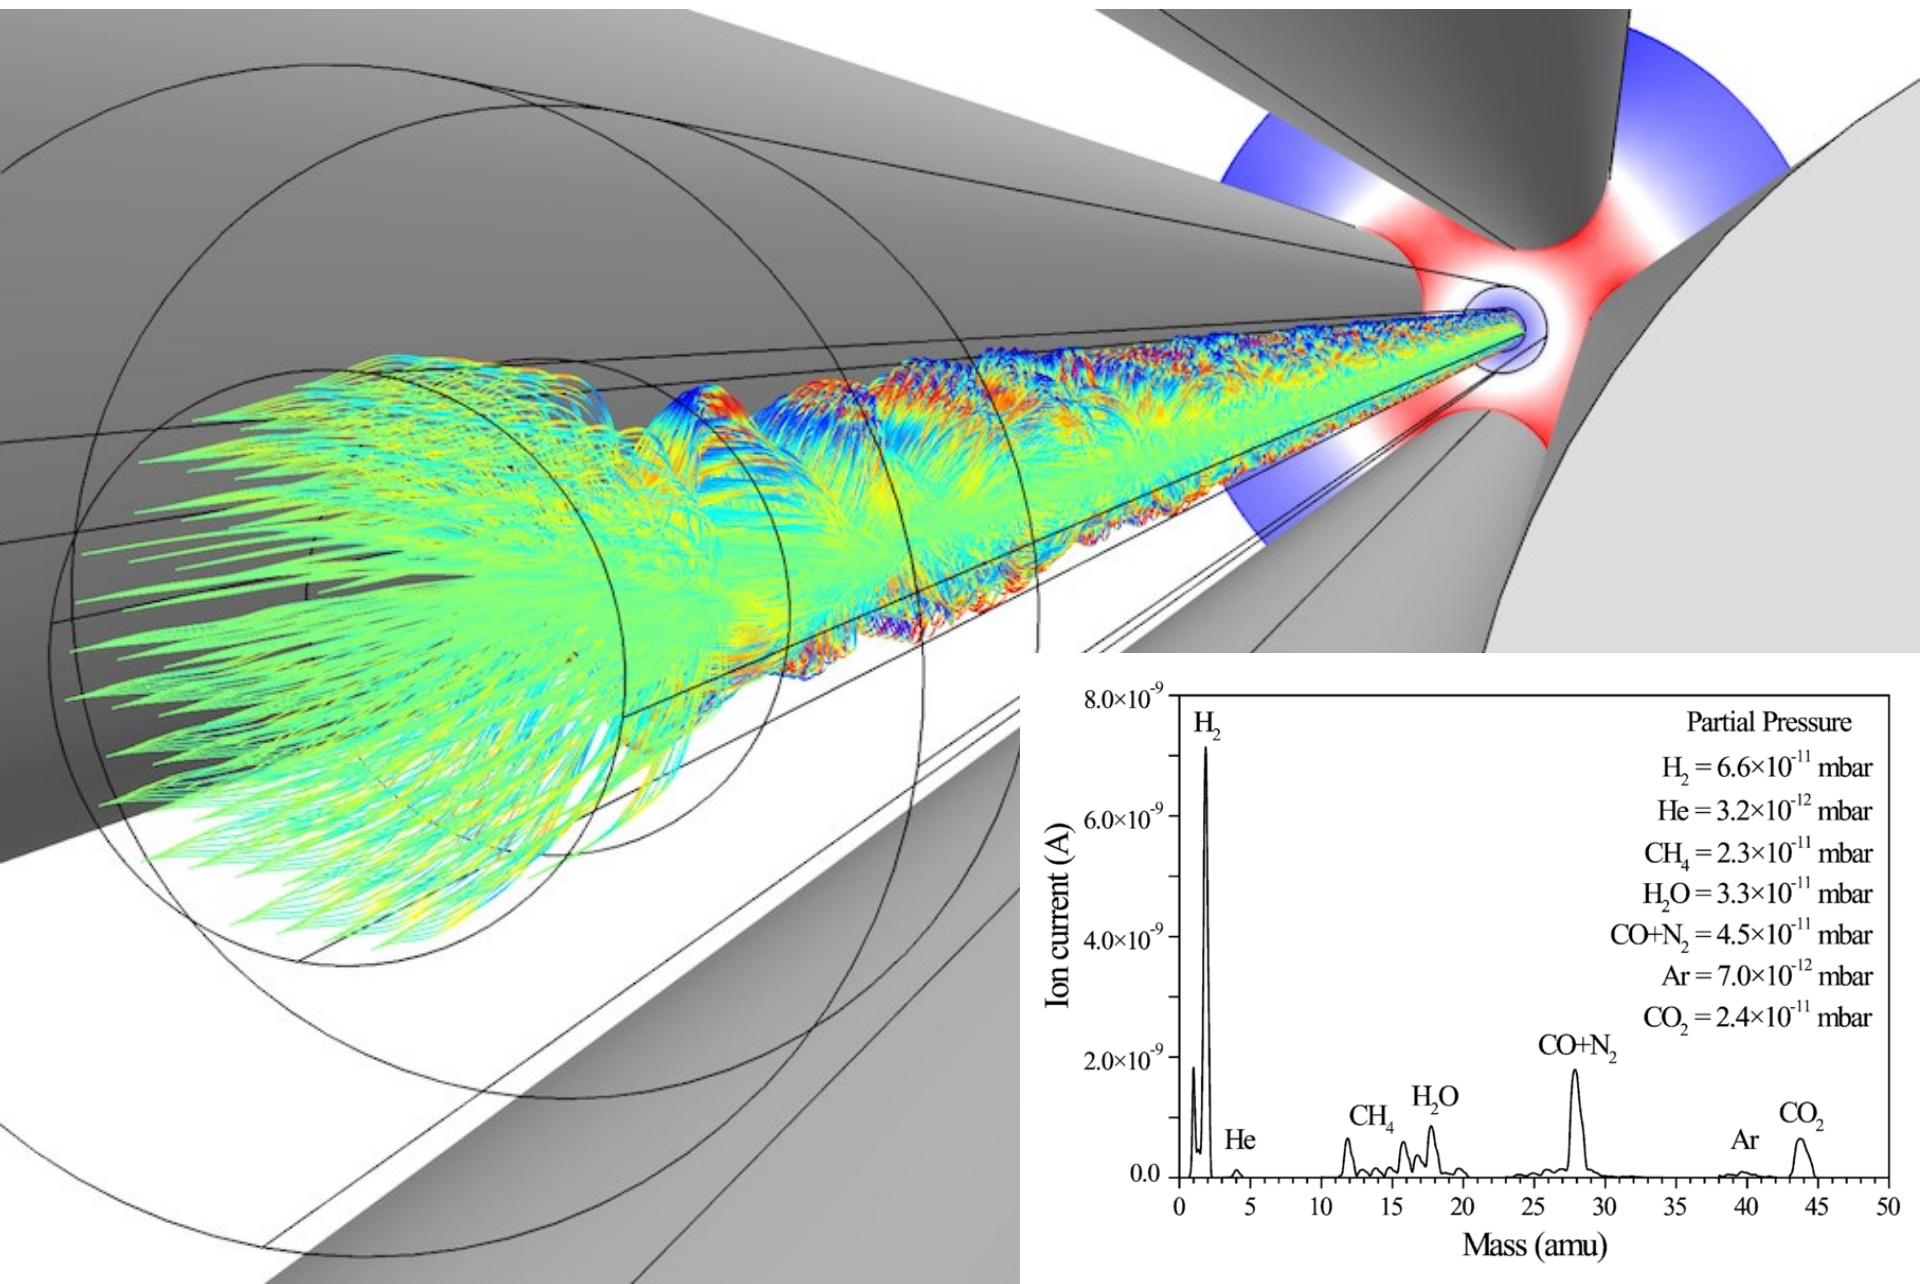 8.0×10⁻⁹
6.0×10⁻⁹
4.0×10⁻⁹
2.0×10⁻⁹
0.0
Ion current (A)
H₂
He
CH₄
H₂O
CO+N₂
Ar
CO₂
Partial Pressure
H₂ = 6.6×10⁻¹¹ mbar
He = 3.2×10⁻¹² mbar
CH₄ = 2.3×10⁻¹¹ mbar
H₂O = 3.3×10⁻¹¹ mbar
CO+N₂ = 4.5×10⁻¹¹ mbar
Ar = 7.0×10⁻¹² mbar
CO₂ = 2.4×10⁻¹¹ mbar
0 5 10 15 20 25 30 35 40 45 50
Mass (amu)